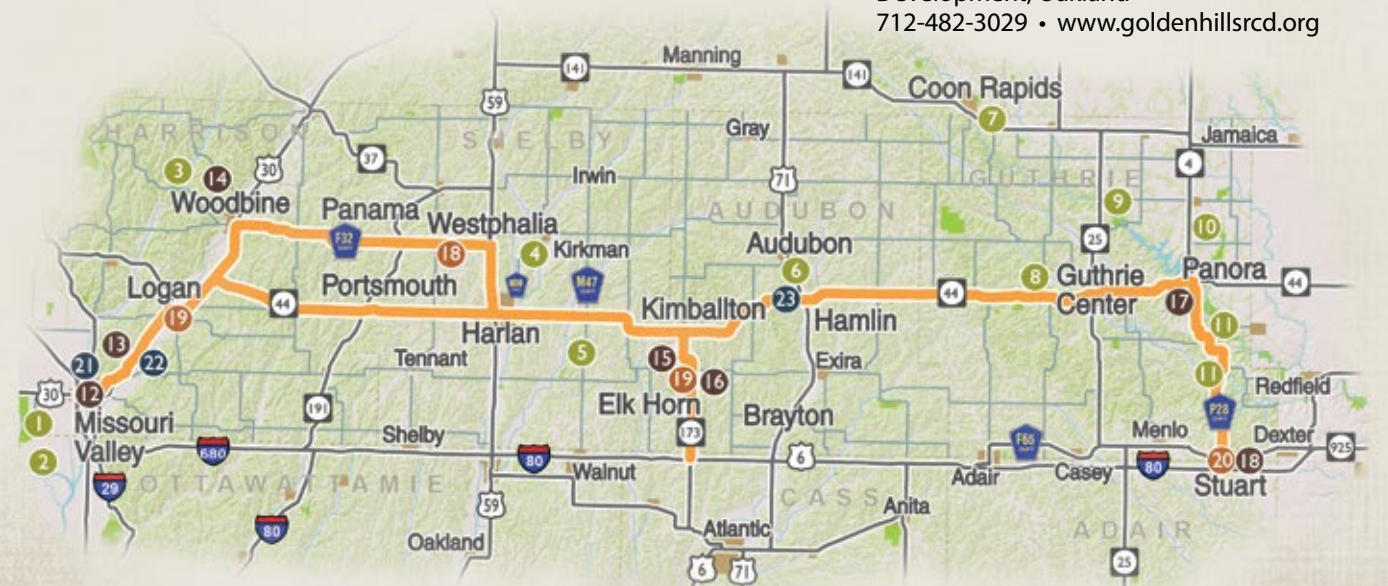 Development, Oakland
712-482-3029 • www.goldenhillsrcd.org
Manning
141
141
Coon Rapids
59
7
Gray
Jamaica
HARRISON
SHELBY
37
4
3
14
30
Irwin
71
GUTHRIE
Woodbine
Panama
Westphalia
AUDUBON
9
F32
18
4
Kirkman
Audubon
25
10
M47
6
8
Guthrie
Center
Panora
Logan
44
Portsmouth
Kimballton
23
44
17
44
19
Harlan
Hamlin
11
13
Tennant
5
15
Exira
21
22
19
16
11
Redfield
30
12
Elk Horn
P28
1
Missouri
Valley
191
173
Brayton
2
680
Shelby
80
6
F65
Menlo
Dexter
925
29
Walnut
Adair
Casey
80
20
18
OTTAWATTAMIE
59
CASS
Stuart
80
Anita
ADAIR
Oakland
Atlantic
6
71
25